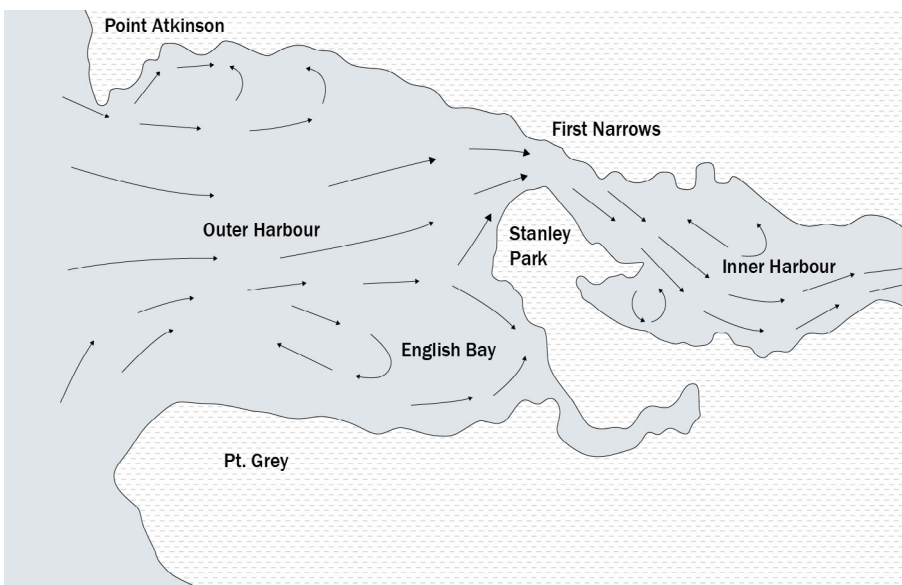 Point Atkinson
First Narrows
Outer Harbour
Stanley
Park
Inner Harbour
English Bay
Pt. Grey